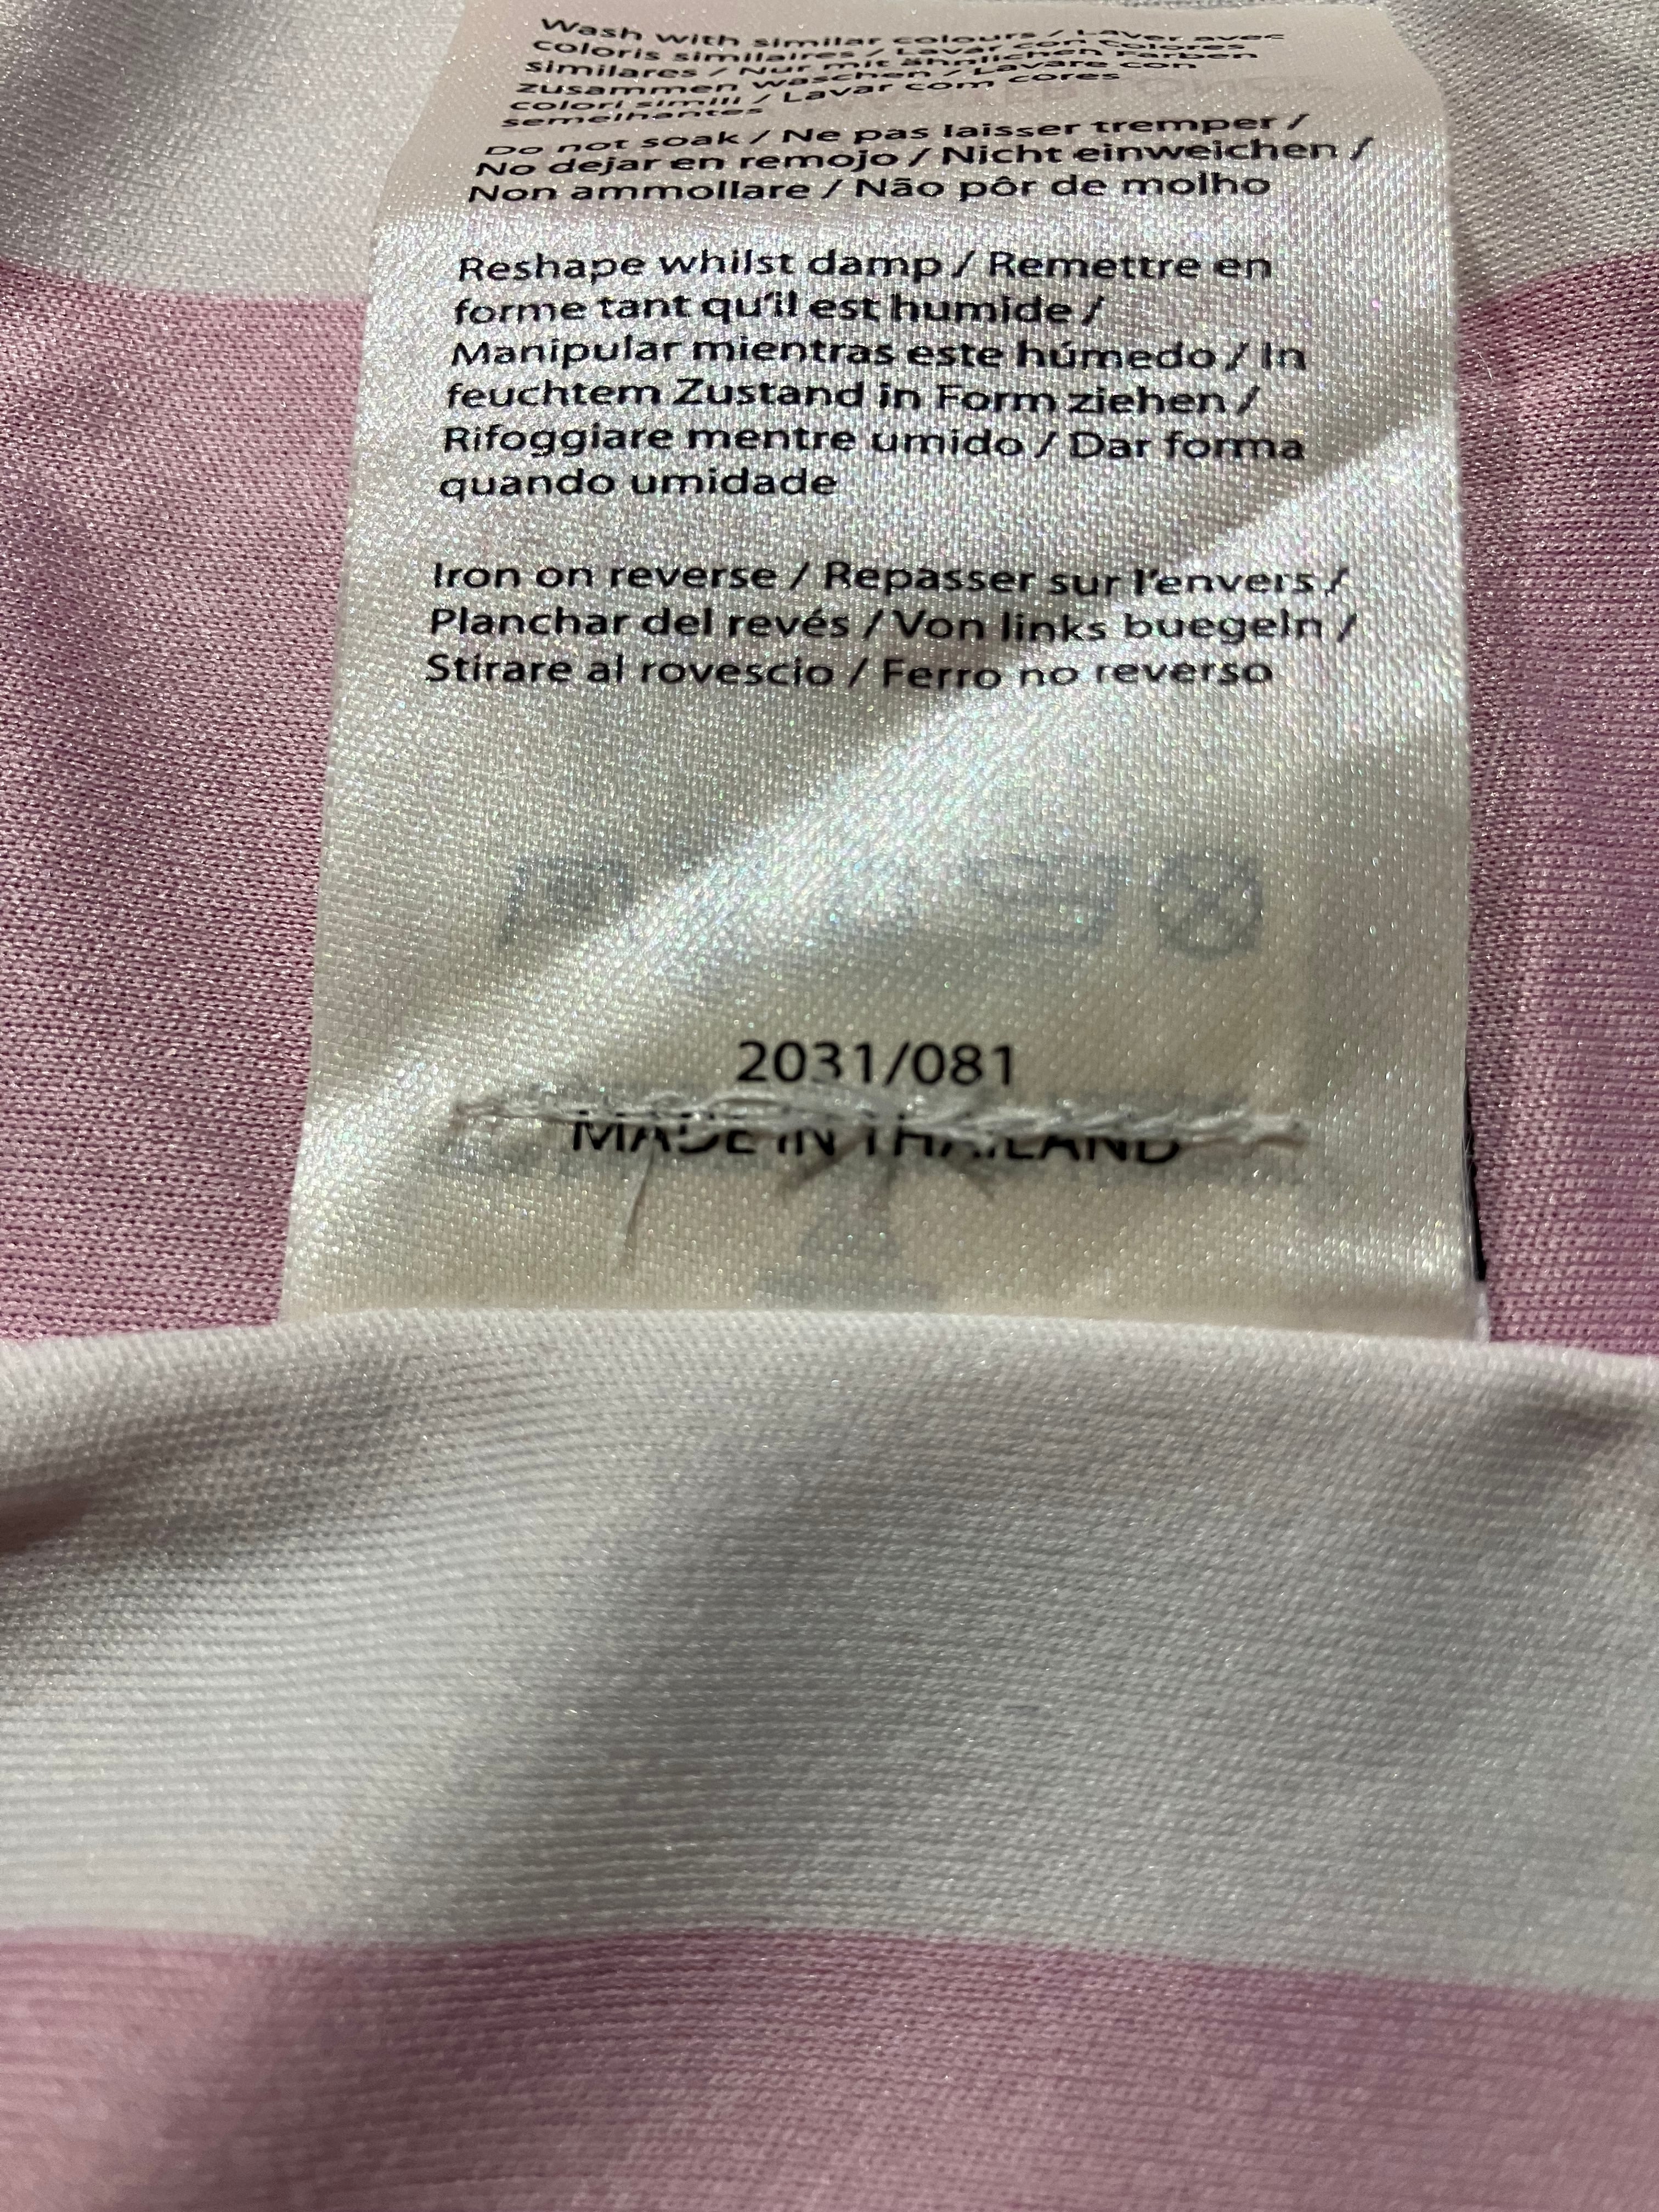 Wash with similar colours / Laver avec
coloris similaires / Lavar con colores
similares / Nur mit ähnlichen Farben
zusammen waschen / Lavare con
colori simili / Lavar com cores
semelhantes
Do not soak / Ne pas laisser tremper /
No dejar en remojo / Nicht einweichen /
Non ammollare / Não pôr de molho
Reshape whilst damp / Remettre en
forme tant qu'il est humide /
Manipular mientras este húmedo / In
feuchtem Zustand in Form ziehen /
Rifoggiare mentre umido / Dar forma
quando umidade
Iron on reverse / Repasser sur l'envers /
Planchar del revés / Von links buegeln /
Stirare al rovescio / Ferro no reverso
2031/081
MADE IN THAILAND